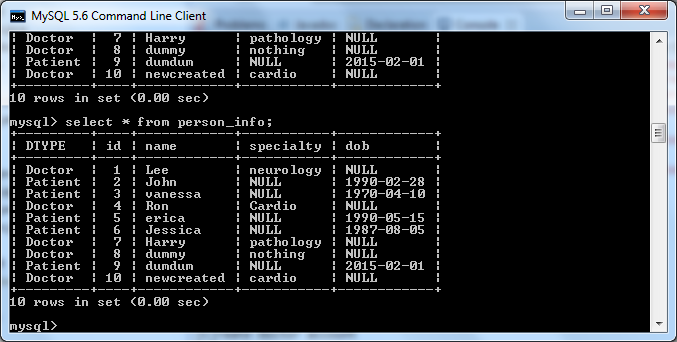 MySQL 5.6 Command Line Client
| Doctor | 7 | Harry | pathology | NULL |
| Doctor | 8 | dummy | nothing | NULL |
| Patient | 9 | dumdum | NULL | 2015-02-01 |
| Doctor | 10 | newcreated | cardio | NULL |
10 rows in set (0.00 sec)
mysql> select * from person_info;
| DTYPE | id | name | specialty | dob |
| Doctor | 1 | Lee | neurology | NULL |
| Patient | 2 | John | NULL | 1990-02-28 |
| Patient | 3 | vanessa | NULL | 1970-04-10 |
| Doctor | 4 | Ron | Cardio | NULL |
| Patient | 5 | erica | NULL | 1990-05-15 |
| Patient | 6 | Jessica | NULL | 1987-08-05 |
| Doctor | 7 | Harry | pathology | NULL |
| Doctor | 8 | dummy | nothing | NULL |
| Patient | 9 | dumdum | NULL | 2015-02-01 |
| Doctor | 10 | newcreated | cardio | NULL |
10 rows in set (0.00 sec)
mysql>